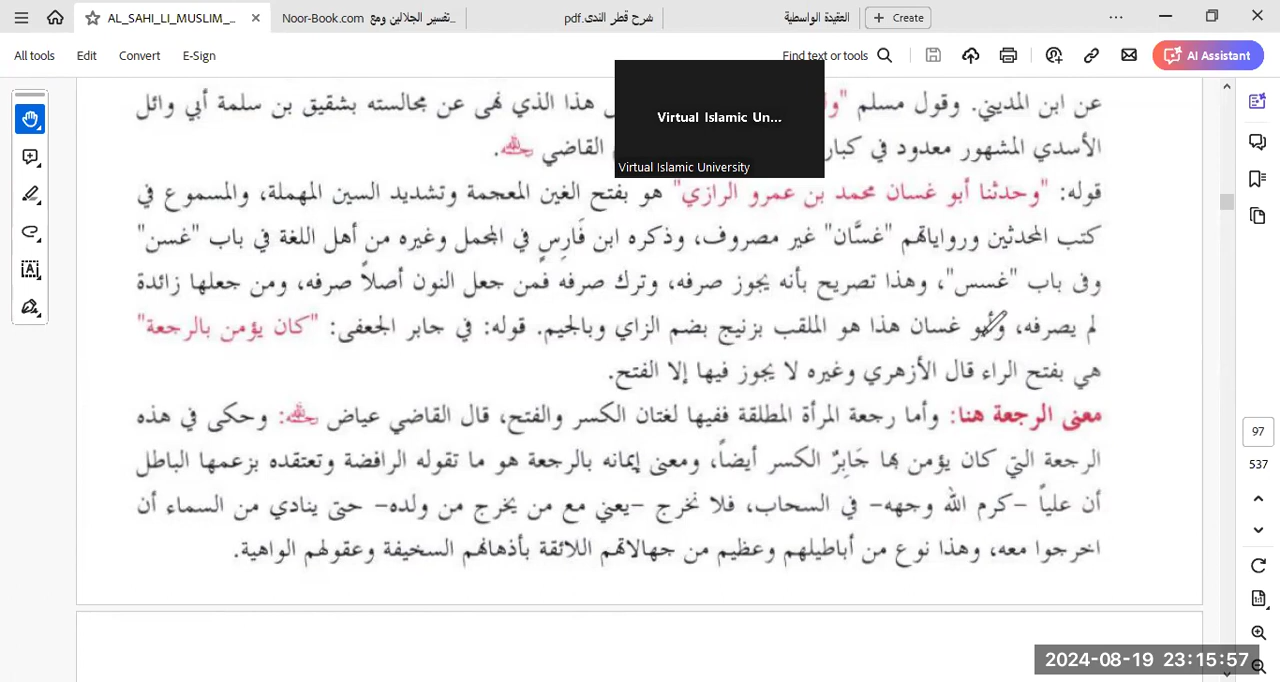 AL_SAHI_LI_MUSLIM_...
Noor-Book.com تفسير الجلالين ومع...
شرح قطر الندى.pdf
العقيدة الواسطية
Create
All tools
Edit
Convert
E-Sign
Find text or tools
AI Assistant
Virtual Islamic Un...
Virtual Islamic University
عن ابن المديني. وقول مسلم "و هذا الذي نهى عن مجالسته بشقيق بن سلمة أبي وائل
الأسدي المشهور معدود في كبار القاضي رحمه الله.
قوله: "وحدثنا أبو غسان محمد بن عمرو الرازي" هو بفتح الغين المعجمة وتشديد السين المهملة، والمسموع في
كتب المحدثين ورواياتهم "غسَّان" غير مصروف، وذكره ابن فَارِسٍ في المجمل وغيره من أهل اللغة في باب "غسن"
وفى باب "غسس"، وهذا تصريح بأنه يجوز صرفه، وترك صرفه فمن جعل النون أصلاً صرفه، ومن جعلها زائدة
لم يصرفه، وأبو غسان هذا هو الملقب بزنيج بضم الزاي وبالجيم. قوله: في جابر الجعفى: "كان يؤمن بالرجعة"
هي بفتح الراء قال الأزهري وغيره لا يجوز فيها إلا الفتح.
معنى الرجعة هنا: وأما رجعة المرأة المطلقة ففيها لغتان الكسر والفتح، قال القاضي عياض رحمه الله: وحكى في هذه
الرجعة التي كان يؤمن بها جَابِرٌ الكسر أيضاً، ومعنى إيمانه بالرجعة هو ما تقوله الرافضة وتعتقده بزعمها الباطل
أن علياً –كرم الله وجهه– في السحاب، فلا نخرج –يعني مع من يخرج من ولده– حتى ينادي من السماء أن
اخرجوا معه، وهذا نوع من أباطيلهم وعظيم من جهالاتهم اللائقة بأذهانهم السخيفة وعقولهم الواهية.
97
537
2024-08-19 23:15:57